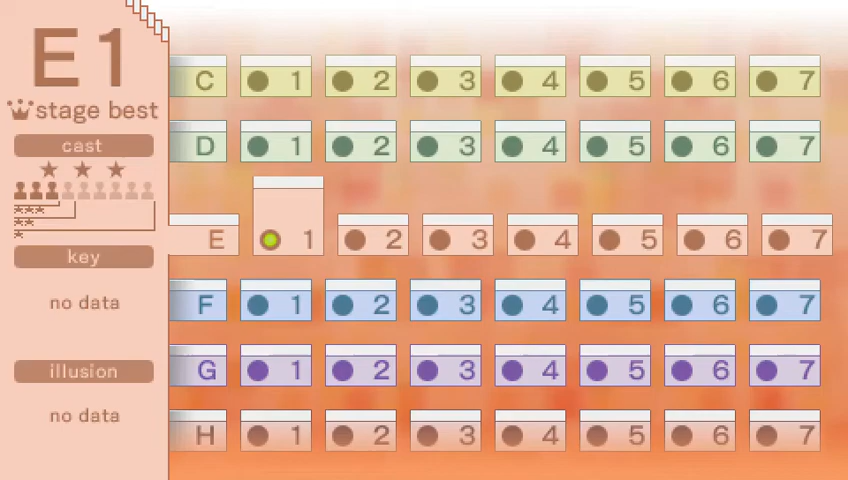 E1
stage best
cast
★ ★ ★
★★★
★★
★
key
no data
illusion
no data
C 1 2 3 4 5 6 7
D 1 2 3 4 5 6 7
E 1 2 3 4 5 6 7
F 1 2 3 4 5 6 7
G 1 2 3 4 5 6 7
H 1 2 3 4 5 6 7